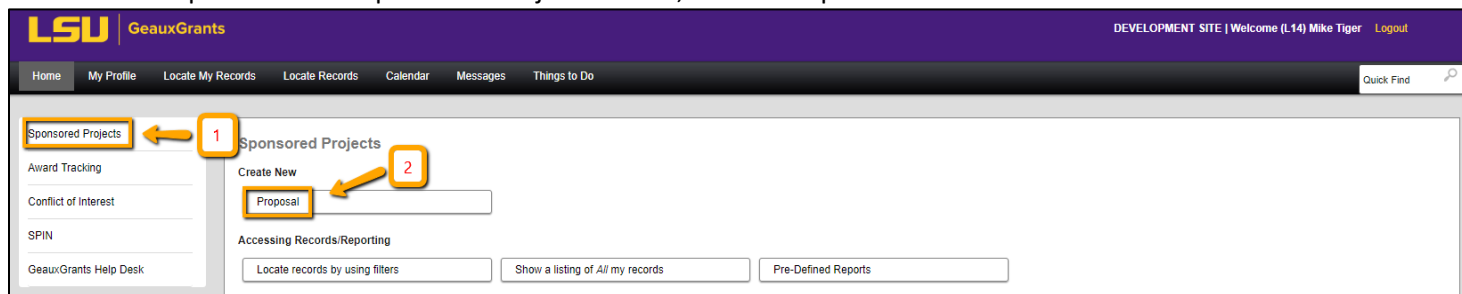 LSU GeauxGrants DEVELOPMENT SITE | Welcome (L14) Mike Tiger Logout
Home My Profile Locate My Records Locate Records Calendar Messages Things to Do Quick Find
Sponsored Projects 1
Award Tracking
Conflict of Interest
SPIN
GeauxGrants Help Desk
Sponsored Projects
Create New 2
Proposal
Accessing Records/Reporting
Locate records by using filters Show a listing of All my records Pre-Defined Reports